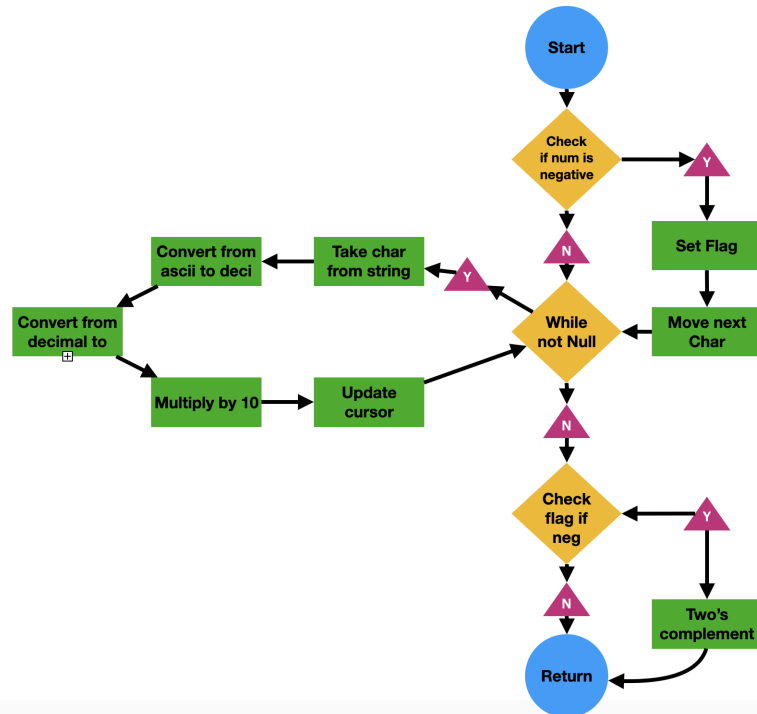 Start
Check
if num is
negative
Y
Set Flag
Move next
Char
N
While
not Null
Y
Take char
from string
Convert from
ascii to deci
Convert from
decimal to
Multiply by 10
Update
cursor
N
Check
flag if
neg
Y
Two's
complement
N
Return